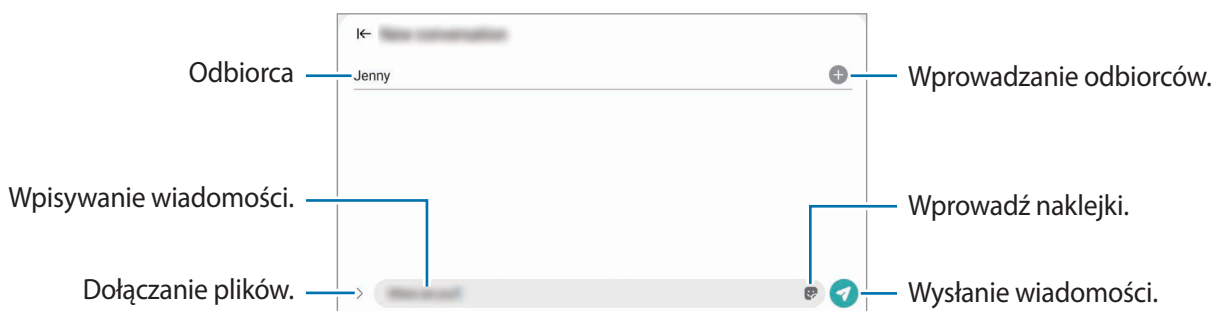 Odbiorca
Jenny
Wprowadzanie odbiorców.
Wpisywanie wiadomości.
Wprowadź naklejki.
Dołączanie plików.
Wysłanie wiadomości.